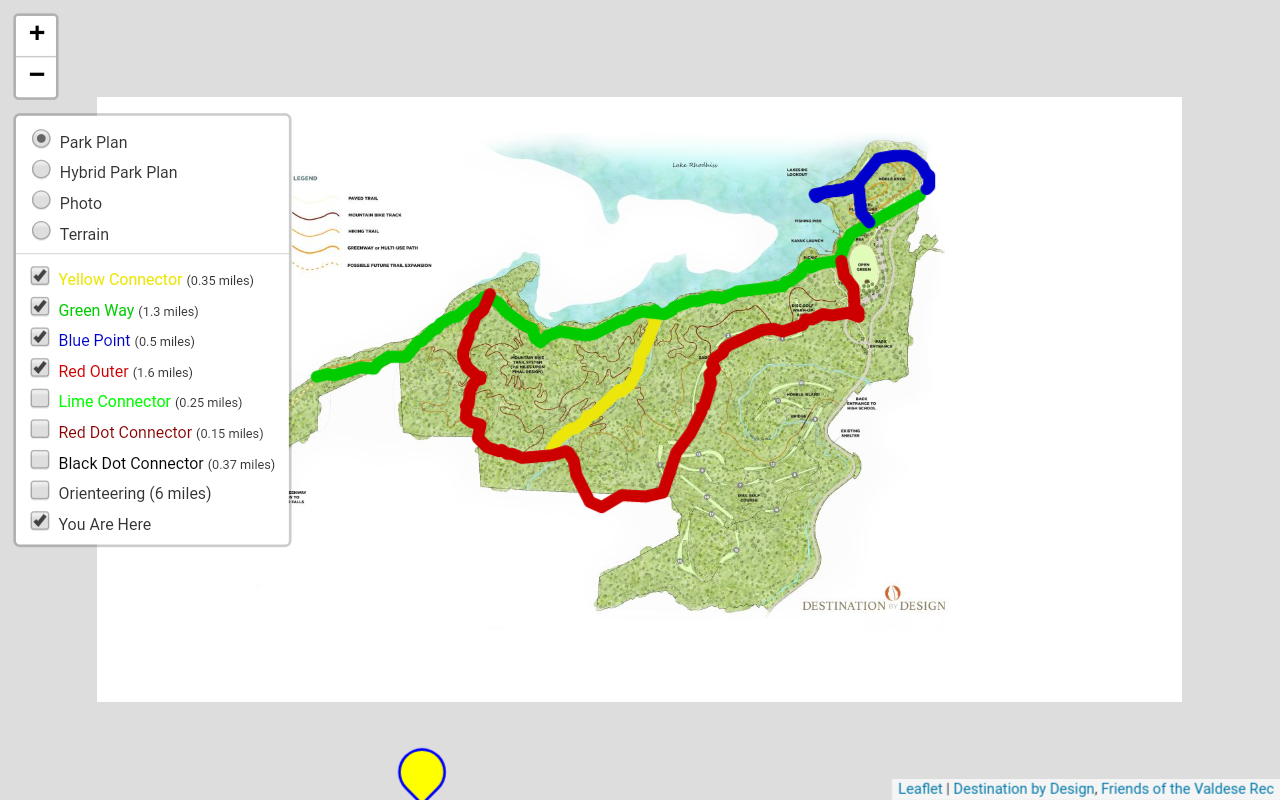 +
−
Park Plan
Hybrid Park Plan
Photo
Terrain
Yellow Connector (0.35 miles)
Green Way (1.3 miles)
Blue Point (0.5 miles)
Red Outer (1.6 miles)
Lime Connector (0.25 miles)
Red Dot Connector (0.15 miles)
Black Dot Connector (0.37 miles)
Orienteering (6 miles)
You Are Here
LEGEND
PAVED TRAIL
MOUNTAIN BIKE TRACK
HIKING TRAIL
GREENWAY or MULTI-USE PATH
POSSIBLE FUTURE TRAIL EXPANSION
Lake Rhodhiss
LAKESIDE
LOOKOUT
FISHING PIER
KAYAK LAUNCH
OPEN
GREEN
PARK
ENTRANCE
MOUNTAIN BIKE
TRAIL SYSTEM
BACK
ENTRANCE TO
HIGH SCHOOL
EXISTING
SHELTER
BRIDGE
DISC GOLF
COURSE
DESTINATION BY DESIGN
Leaflet | Destination by Design, Friends of the Valdese Rec